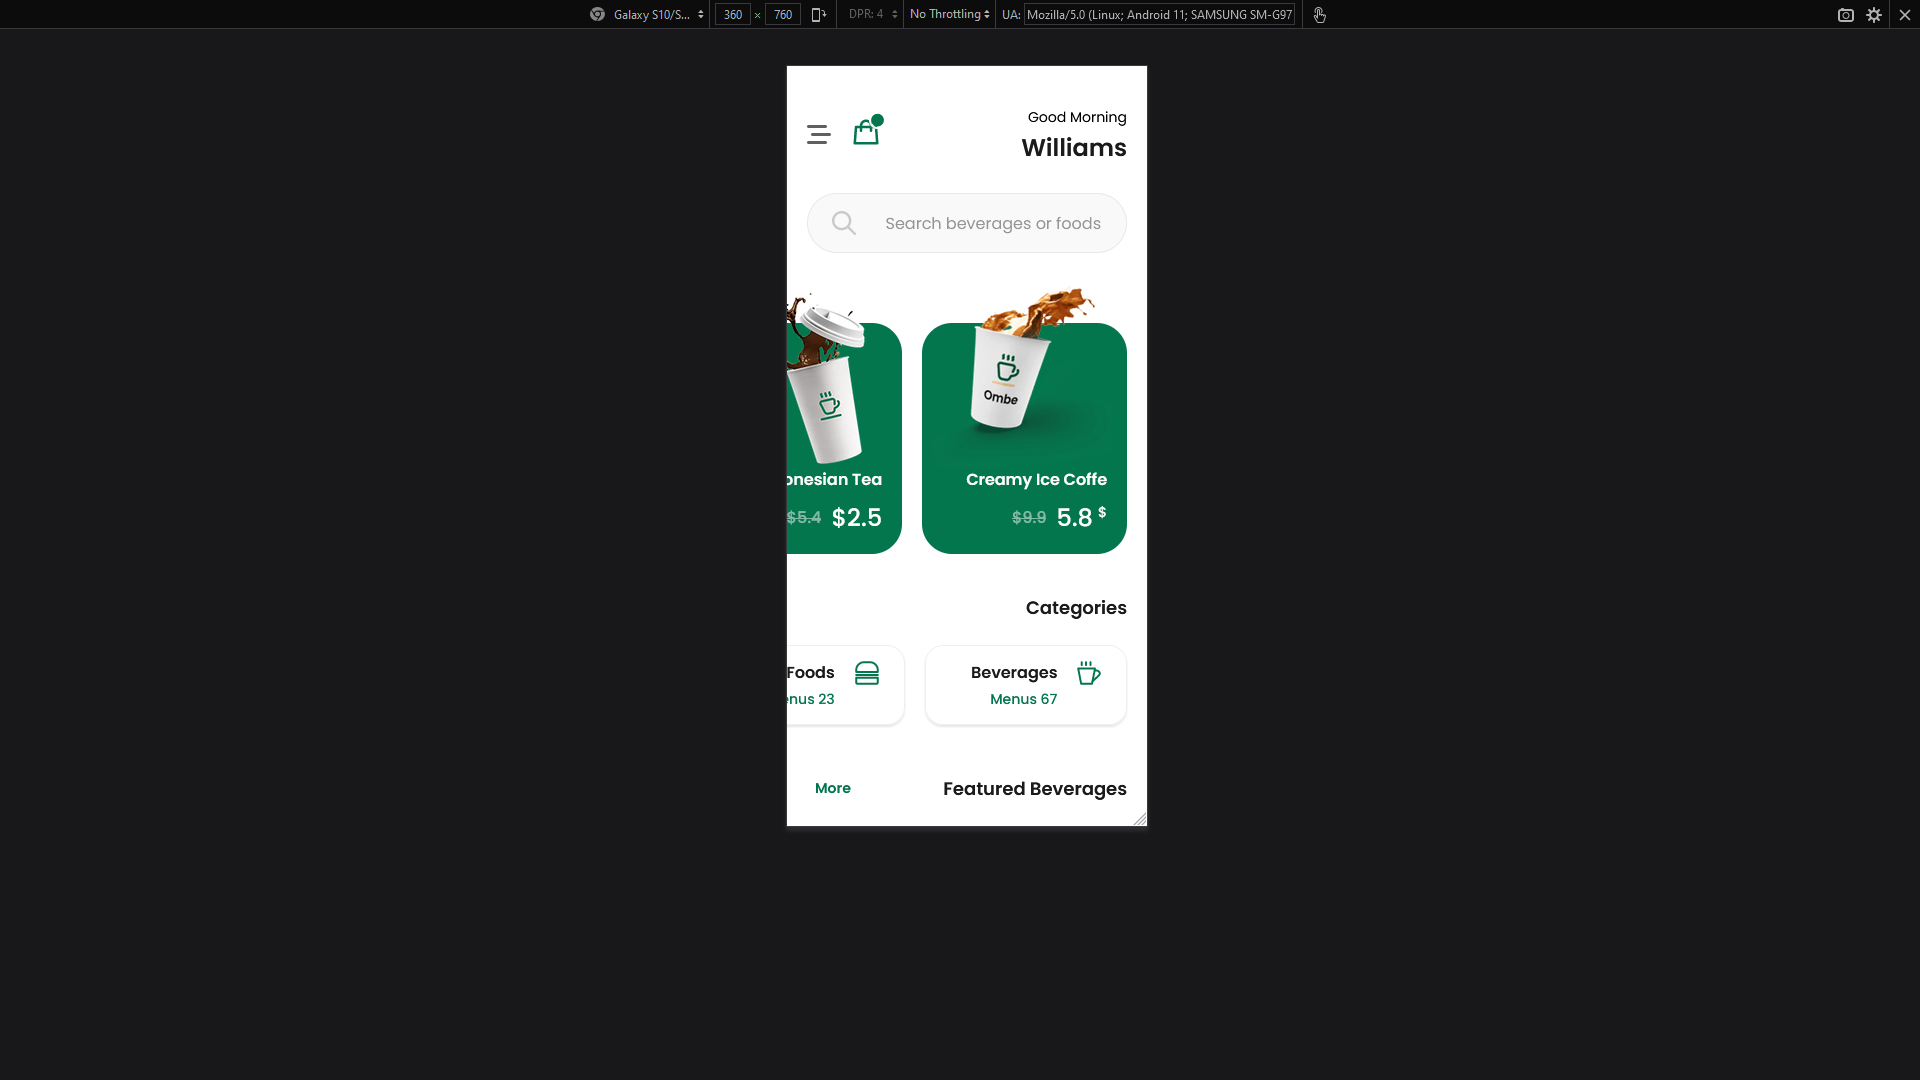 Galaxy S10/S... 360 × 760 DPR: 4 No Throttling UA: Mozilla/5.0 (Linux; Android 11; SAMSUNG SM-G97
Good Morning
Williams
Search beverages or foods
Ombe
Creamy Ice Coffe
$9.9 5.8 $
onesian Tea
$5.4 $2.5
Categories
Beverages
Menus 67
Foods
enus 23
Featured Beverages
More